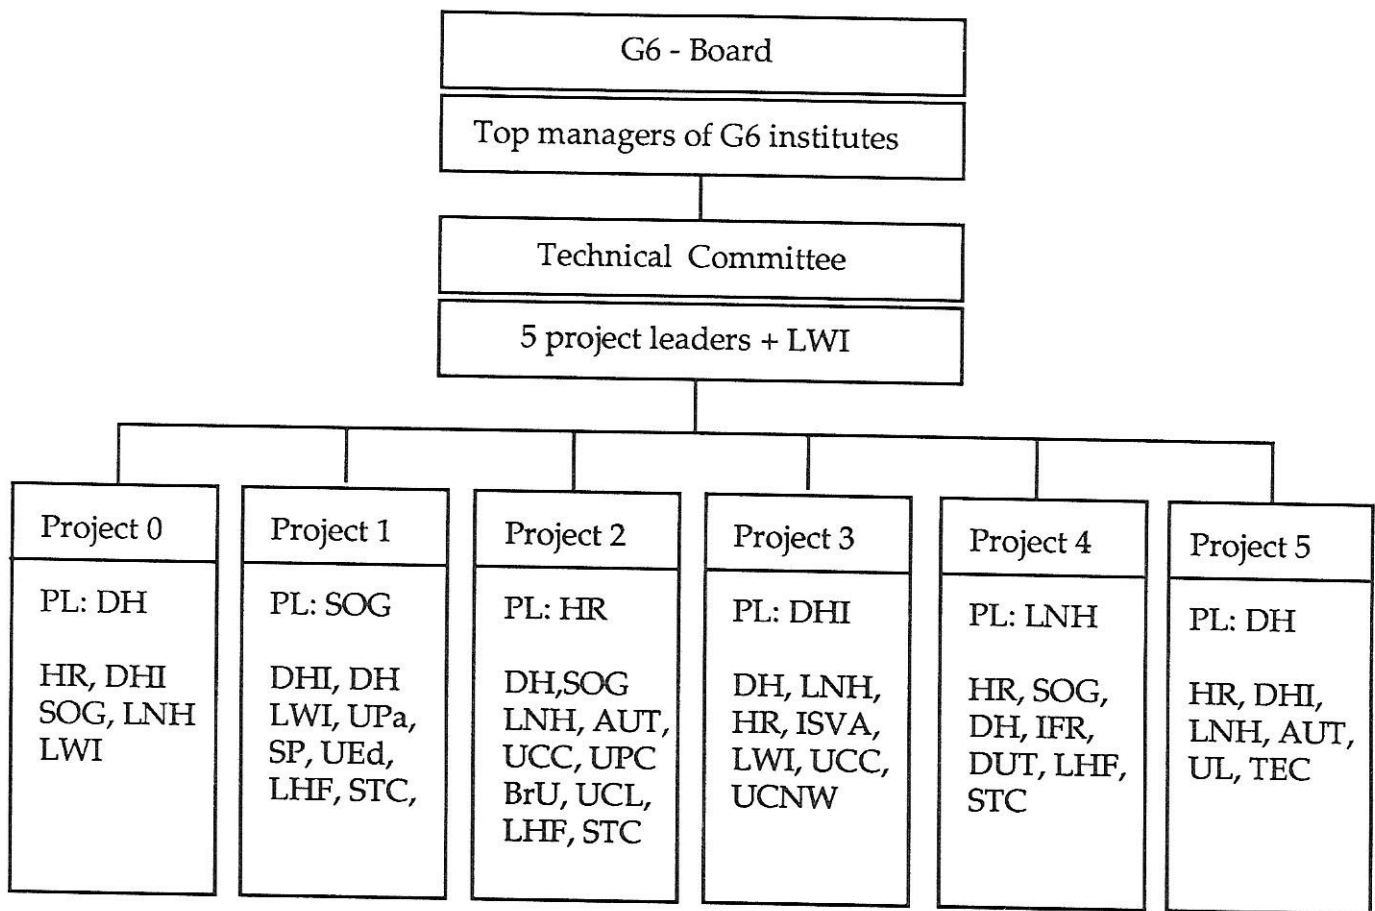 G6 - Board
Top managers of G6 institutes
Technical Committee
5 project leaders + LWI
Project 0
PL: DH
HR, DHI
SOG, LNH
LWI
Project 1
PL: SOG
DHI, DH
LWI, UPa,
SP, UEd,
LHF, STC,
Project 2
PL: HR
DH,SOG
LNH, AUT,
UCC, UPC
BrU, UCL,
LHF, STC
Project 3
PL: DHI
DH, LNH,
HR, ISVA,
LWI, UCC,
UCNW
Project 4
PL: LNH
HR, SOG,
DH, IFR,
DUT, LHF,
STC
Project 5
PL: DH
HR, DHI,
LNH, AUT,
UL, TEC